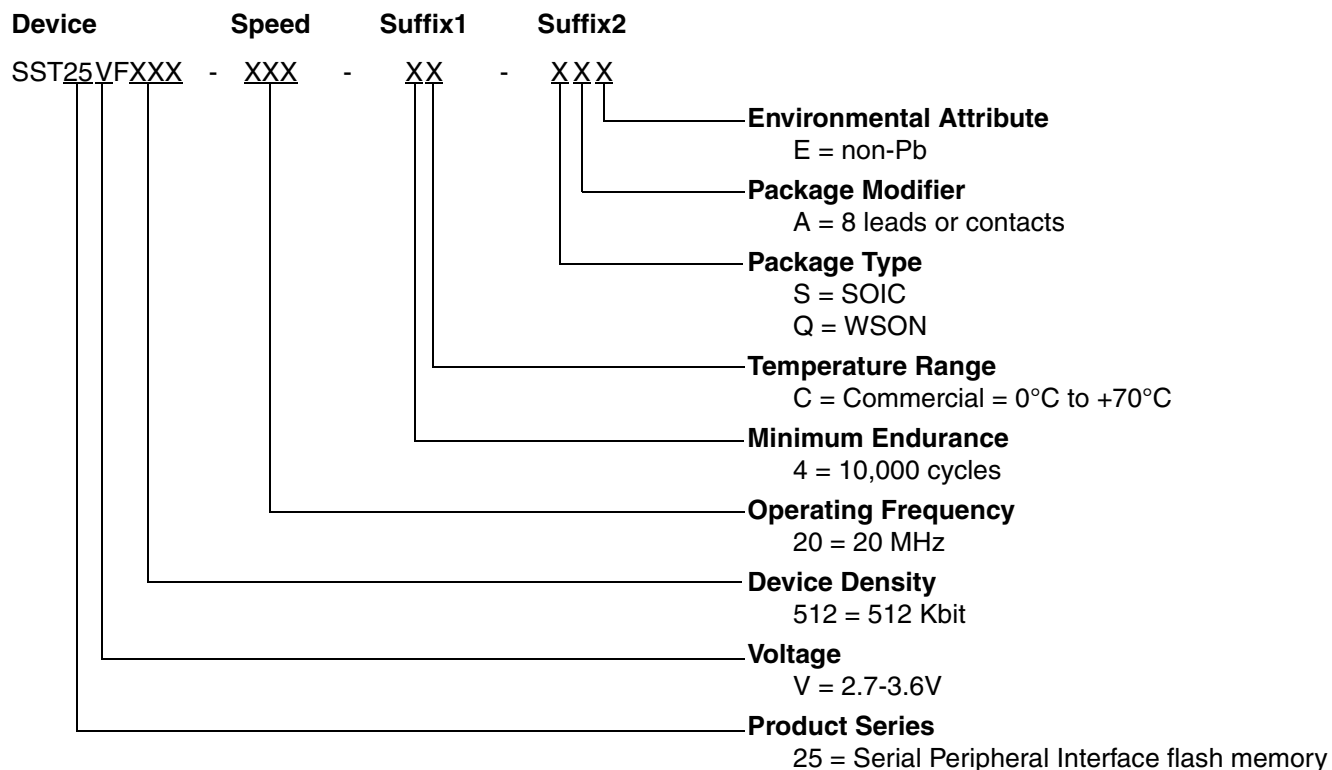 Device Speed Suffix1 Suffix2
SST25VFXXX - XXX - XX - XXX
Environmental Attribute
E = non-Pb
Package Modifier
A = 8 leads or contacts
Package Type
S = SOIC
Q = WSON
Temperature Range
C = Commercial = 0°C to +70°C
Minimum Endurance
4 = 10,000 cycles
Operating Frequency
20 = 20 MHz
Device Density
512 = 512 Kbit
Voltage
V = 2.7-3.6V
Product Series
25 = Serial Peripheral Interface flash memory